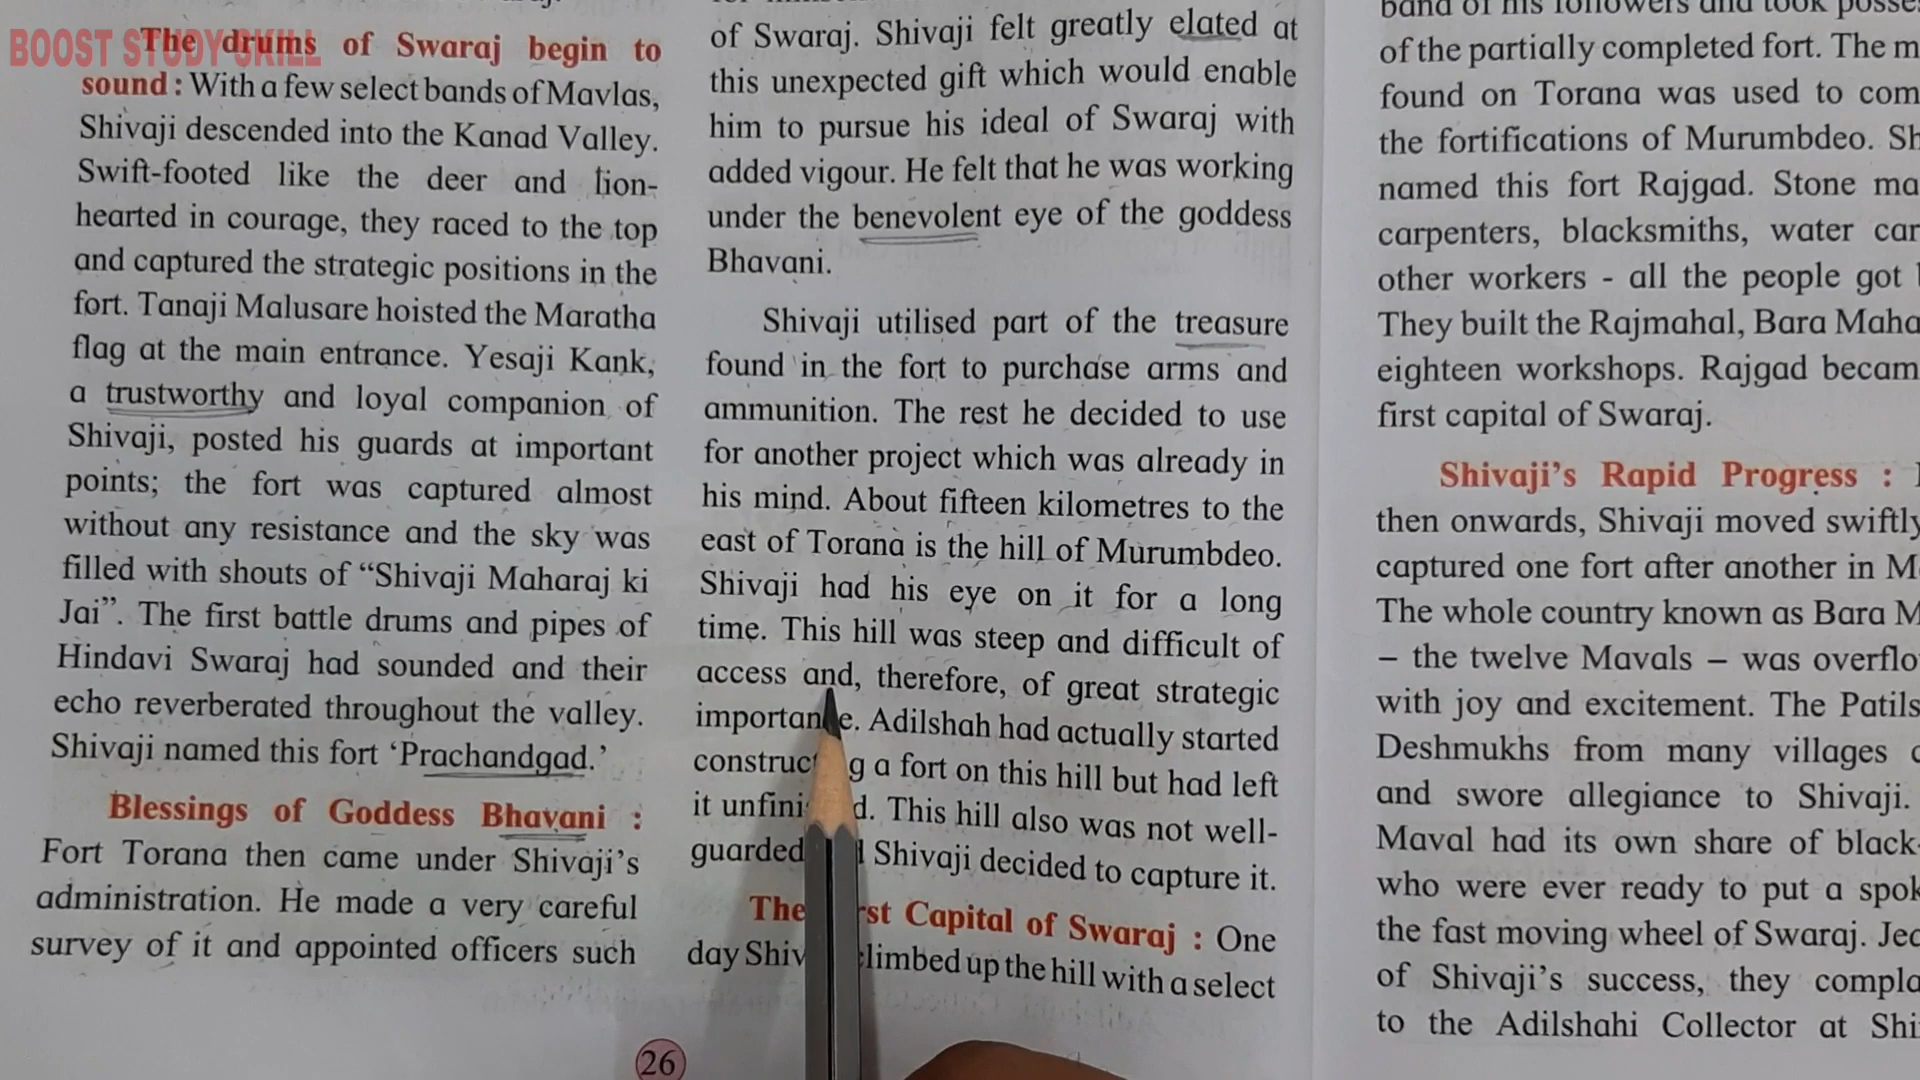 BOOST STUDY SKILL
The drums of Swaraj begin to
sound : With a few select bands of Mavlas,
Shivaji descended into the Kanad Valley.
Swift-footed like the deer and lion-
hearted in courage, they raced to the top
and captured the strategic positions in the
fort. Tanaji Malusare hoisted the Maratha
flag at the main entrance. Yesaji Kank,
a trustworthy and loyal companion of
Shivaji, posted his guards at important
points; the fort was captured almost
without any resistance and the sky was
filled with shouts of “Shivaji Maharaj ki
Jai”. The first battle drums and pipes of
Hindavi Swaraj had sounded and their
echo reverberated throughout the valley.
Shivaji named this fort ‘Prachandgad.’
Blessings of Goddess Bhavani :
Fort Torana then came under Shivaji’s
administration. He made a very careful
survey of it and appointed officers such
of Swaraj. Shivaji felt greatly elated at
this unexpected gift which would enable
him to pursue his ideal of Swaraj with
added vigour. He felt that he was working
under the benevolent eye of the goddess
Bhavani.
Shivaji utilised part of the treasure
found in the fort to purchase arms and
ammunition. The rest he decided to use
for another project which was already in
his mind. About fifteen kilometres to the
east of Torana is the hill of Murumbdeo.
Shivaji had his eye on it for a long
time. This hill was steep and difficult of
access and, therefore, of great strategic
importance. Adilshah had actually started
constructing a fort on this hill but had left
it unfinished. This hill also was not well-
guarded Shivaji decided to capture it.
The First Capital of Swaraj : One
day Shivaji climbed up the hill with a select
26
band of his followers and took
of the partially completed fort. The
found on Torana was used to
the fortifications of Murumbdeo.
named this fort Rajgad. Stone
carpenters, blacksmiths, water
other workers - all the people got
They built the Rajmahal, Bara
eighteen workshops. Rajgad
first capital of Swaraj.
Shivaji’s Rapid Progress :
then onwards, Shivaji moved swiftly
captured one fort after another in
The whole country known as Bara
– the twelve Mavals – was
with joy and excitement. The Patils
Deshmukhs from many villages
and swore allegiance to Shivaji.
Maval had its own share of
who were ever ready to put a
the fast moving wheel of Swaraj.
of Shivaji’s success, they
to the Adilshahi Collector at